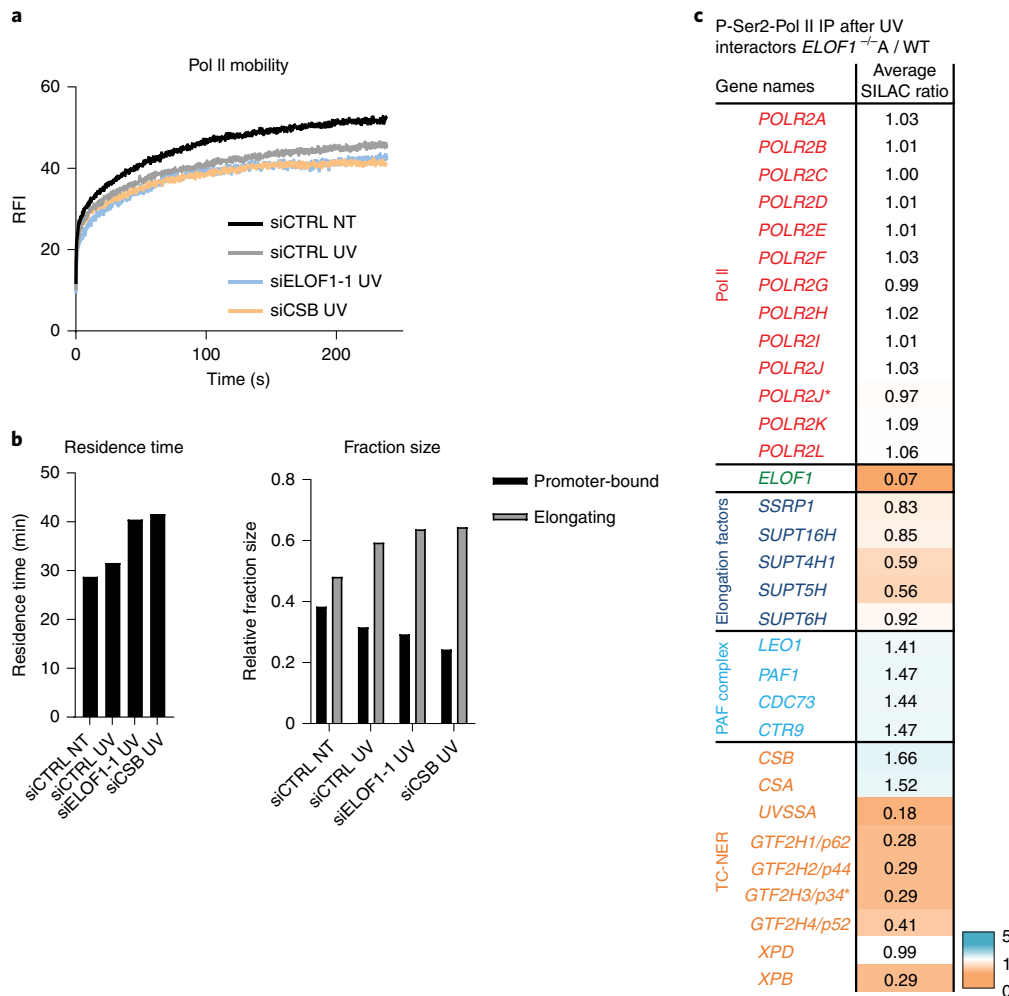 a
Pol II mobility
60
40
20
0
RFI
0
100
200
Time (s)
siCTRL NT
siCTRL UV
siELOF1-1 UV
siCSB UV
b
Residence time
50
40
30
20
10
0
Residence time (min)
siCTRL NT
siCTRL UV
siELOF1-1 UV
siCSB UV
Fraction size
0.8
0.6
0.4
0.2
0
Relative fraction size
siCTRL NT
siCTRL UV
siELOF1-1 UV
siCSB UV
Promoter-bound
Elongating
c
P-Ser2-Pol II IP after UV
interactors ELOF1 –/–A / WT
Gene names
Average
SILAC ratio
Pol II
POLR2A 1.03
POLR2B 1.01
POLR2C 1.00
POLR2D 1.01
POLR2E 1.01
POLR2F 1.03
POLR2G 0.99
POLR2H 1.02
POLR2I 1.01
POLR2J 1.03
POLR2J* 0.97
POLR2K 1.09
POLR2L 1.06
ELOF1 0.07
Elongation factors
SSRP1 0.83
SUPT16H 0.85
SUPT4H1 0.59
SUPT5H 0.56
SUPT6H 0.92
PAF complex
LEO1 1.41
PAF1 1.47
CDC73 1.44
CTR9 1.47
TC-NER
CSB 1.66
CSA 1.52
UVSSA 0.18
GTF2H1/p62 0.28
GTF2H2/p44 0.29
GTF2H3/p34* 0.29
GTF2H4/p52 0.41
XPD 0.99
XPB 0.29
5
1
0